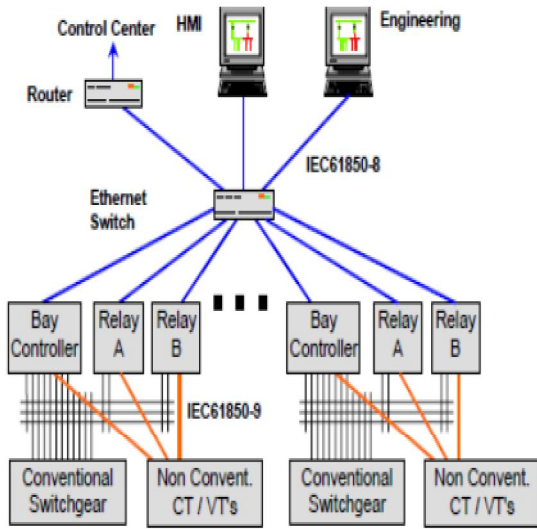 HMI
Engineering
Control Center
Router
IEC61850-8
Ethernet
Switch
Bay
Controller
Relay
A
Relay
B
Bay
Controller
Relay
A
Relay
B
IEC61850-9
Conventional
Switchgear
Non Convent.
CT / VT's
Conventional
Switchgear
Non Convent.
CT / VT's